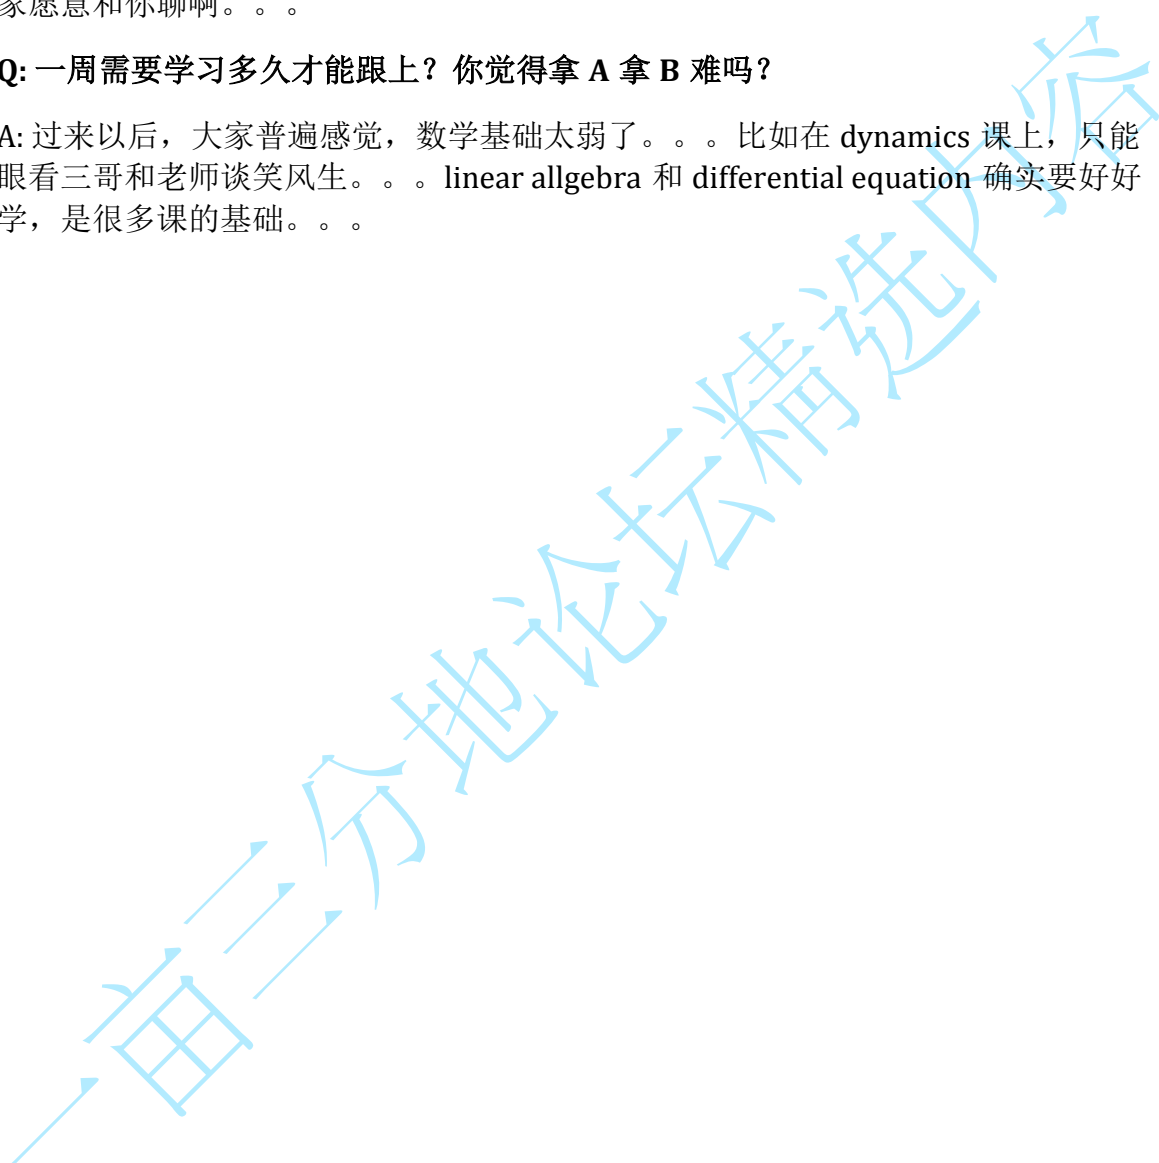 家愿意和你聊啊。。。
Q: 一周需要学习多久才能跟上？你觉得拿 A 拿 B 难吗？
A: 过来以后，大家普遍感觉，数学基础太弱了。。。比如在 dynamics 课上，只能
眼看三哥和老师谈笑风生。。。linear allgebra 和 differential equation 确实要好好
学，是很多课的基础。。。
一亩三分地论坛精选内容